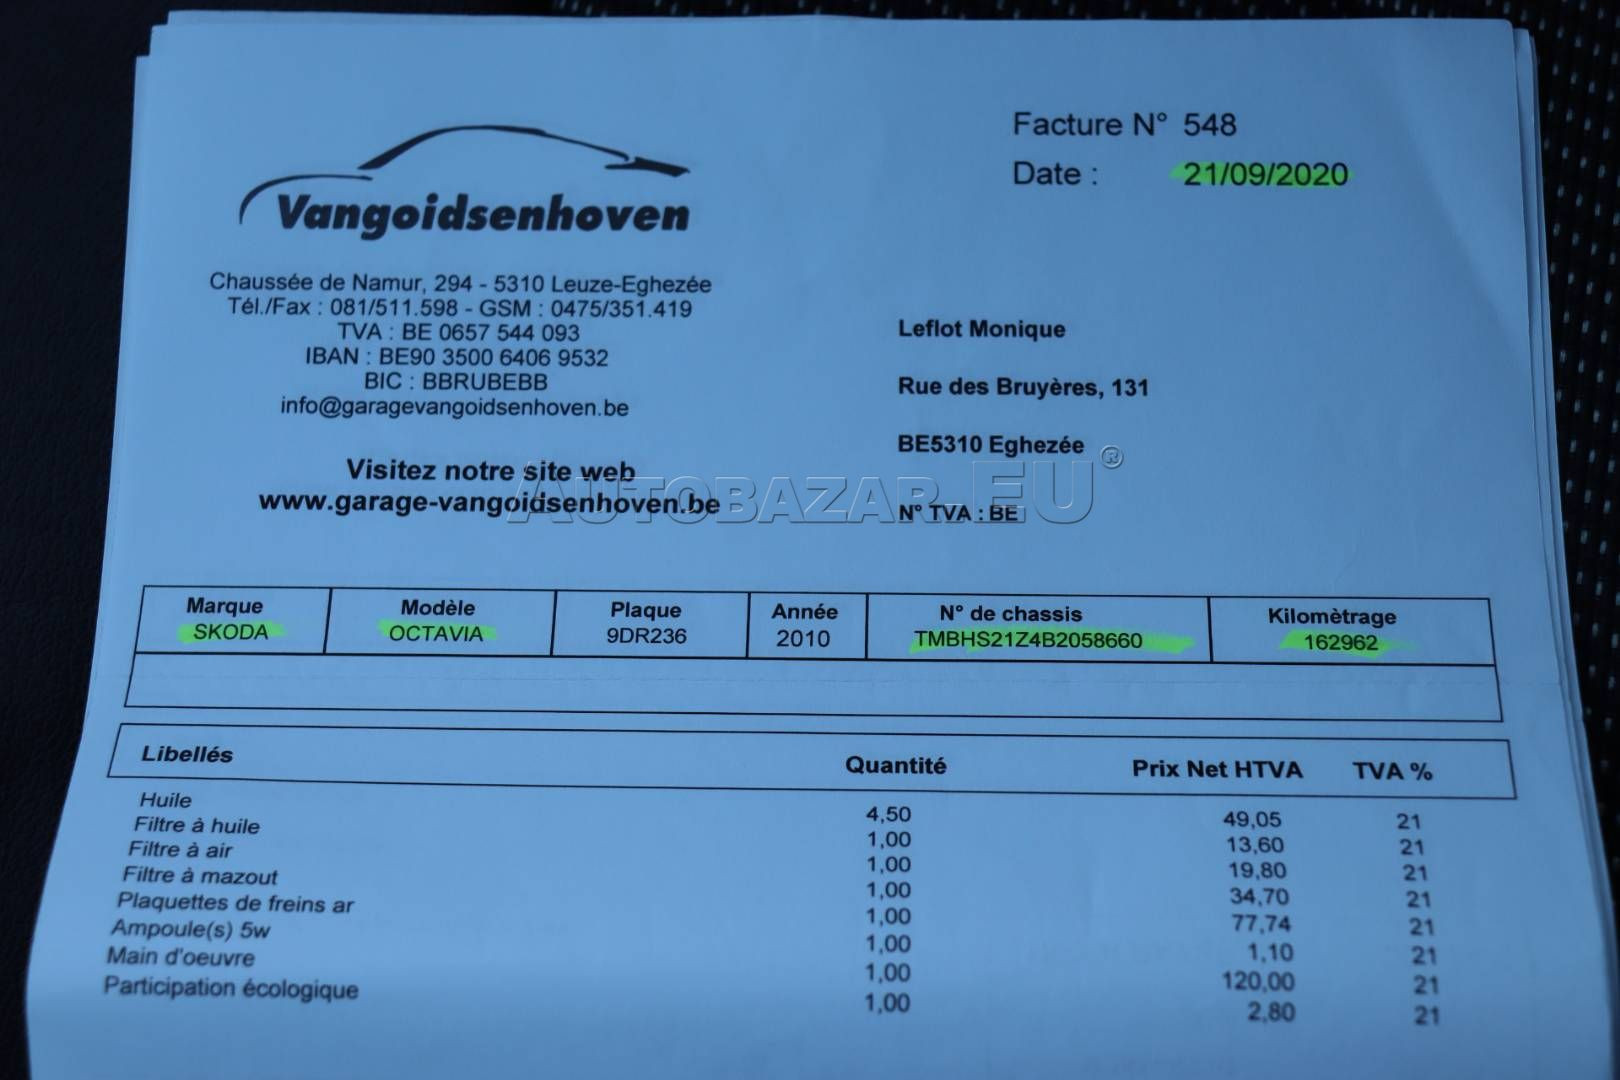 Facture N° 548
Date : 21/09/2020
Vangoidsenhoven
Chaussée de Namur, 294 - 5310 Leuze-Eghezée
Tél./Fax : 081/511.598 - GSM : 0475/351.419
TVA : BE 0657 544 093
IBAN : BE90 3500 6406 9532
BIC : BBRUBEBB
info@garagevangoidsenhoven.be
Visitez notre site web
www.garage-vangoidsenhoven.be
Leflot Monique
Rue des Bruyères, 131
BE5310 Eghezée
N° TVA : BE
AUTOBAZAR.EU®
Marque Modèle Plaque Année N° de chassis Kilomètrage
SKODA OCTAVIA 9DR236 2010 TMBHS21Z4B2058660 162962
Libellés Quantité Prix Net HTVA TVA %
Huile 4,50 49,05 21
Filtre à huile 1,00 13,60 21
Filtre à air 1,00 19,80 21
Filtre à mazout 1,00 34,70 21
Plaquettes de freins ar 1,00 77,74 21
Ampoule(s) 5w 1,00 1,10 21
Main d'oeuvre 1,00 120,00 21
Participation écologique 1,00 2,80 21